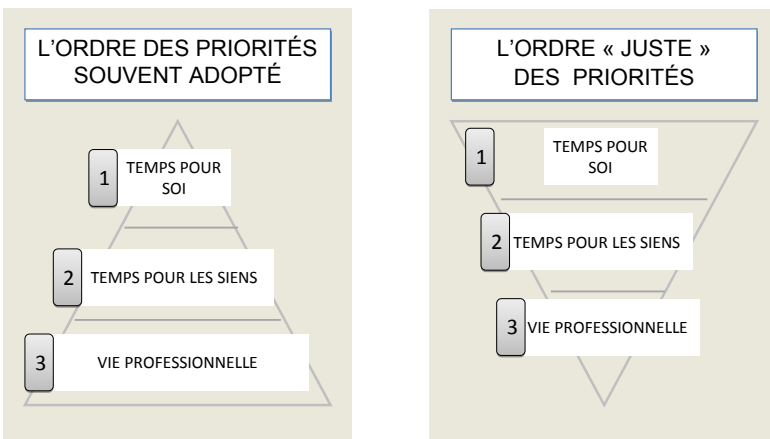 L'ORDRE DES PRIORITÉS
SOUVENT ADOPTÉ
1
TEMPS POUR
SOI
2
TEMPS POUR LES SIENS
3
VIE PROFESSIONNELLE
L'ORDRE « JUSTE »
DES PRIORITÉS
1
TEMPS POUR
SOI
2
TEMPS POUR LES SIENS
3
VIE PROFESSIONNELLE